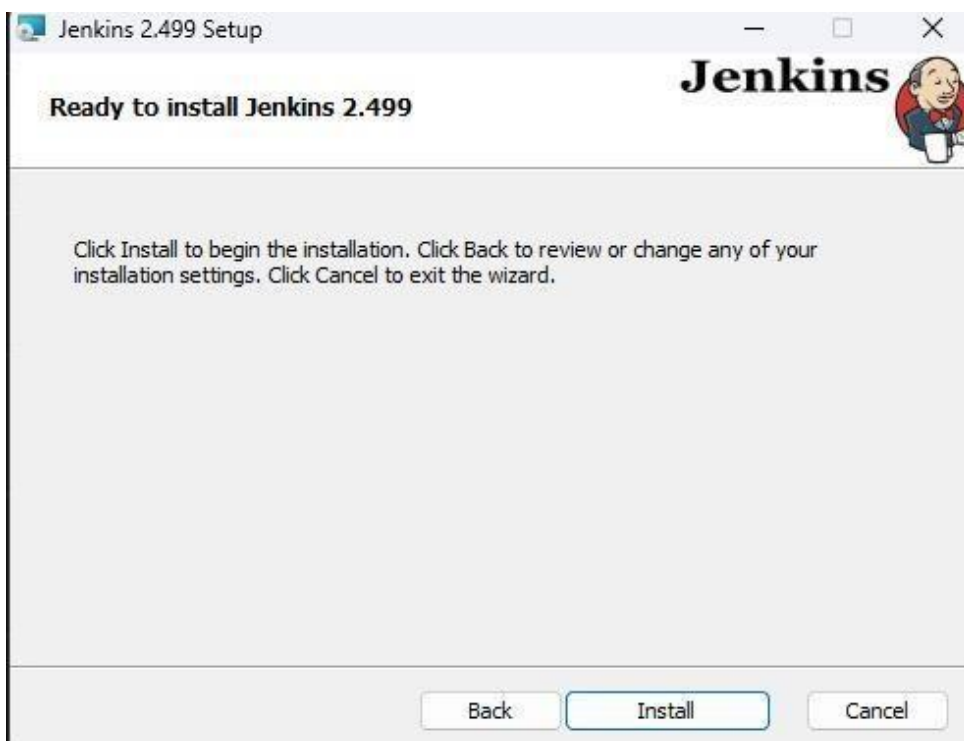 Jenkins 2.499 Setup
Jenkins
Ready to install Jenkins 2.499
Click Install to begin the installation. Click Back to review or change any of your
installation settings. Click Cancel to exit the wizard.
Back Install Cancel